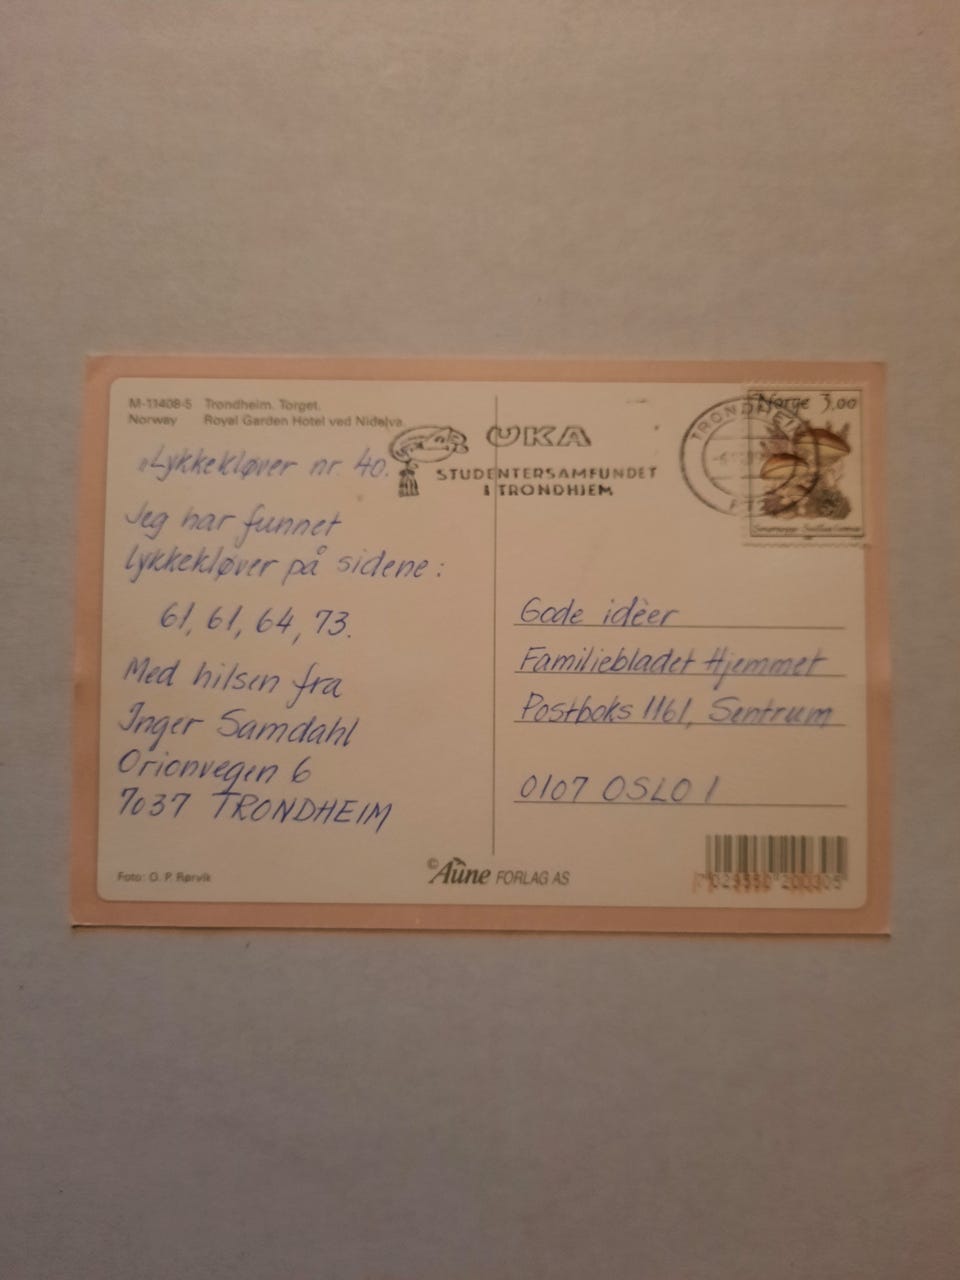 M-11408-5 Trondheim. Torget.
Norway Royal Garden Hotel ved Nidelva.
"Lykkekløver nr. 40.
Jeg har funnet
Lykkekløver på sidene:
61, 61, 64, 73.
Med hilsen fra
Inger Samdahl
Orionvegen 6
7037 TRONDHEIM
Foto: G. P. Rørvik
© Aune FORLAG AS
UKA
STUDENTERSAMFUNDET
I TRONDHJEM
TRONDHEIM
Norge 3,00
Gode idèer
Familiebladet Hjemmet
Postboks 1161, Sentrum
0107 OSLO 1